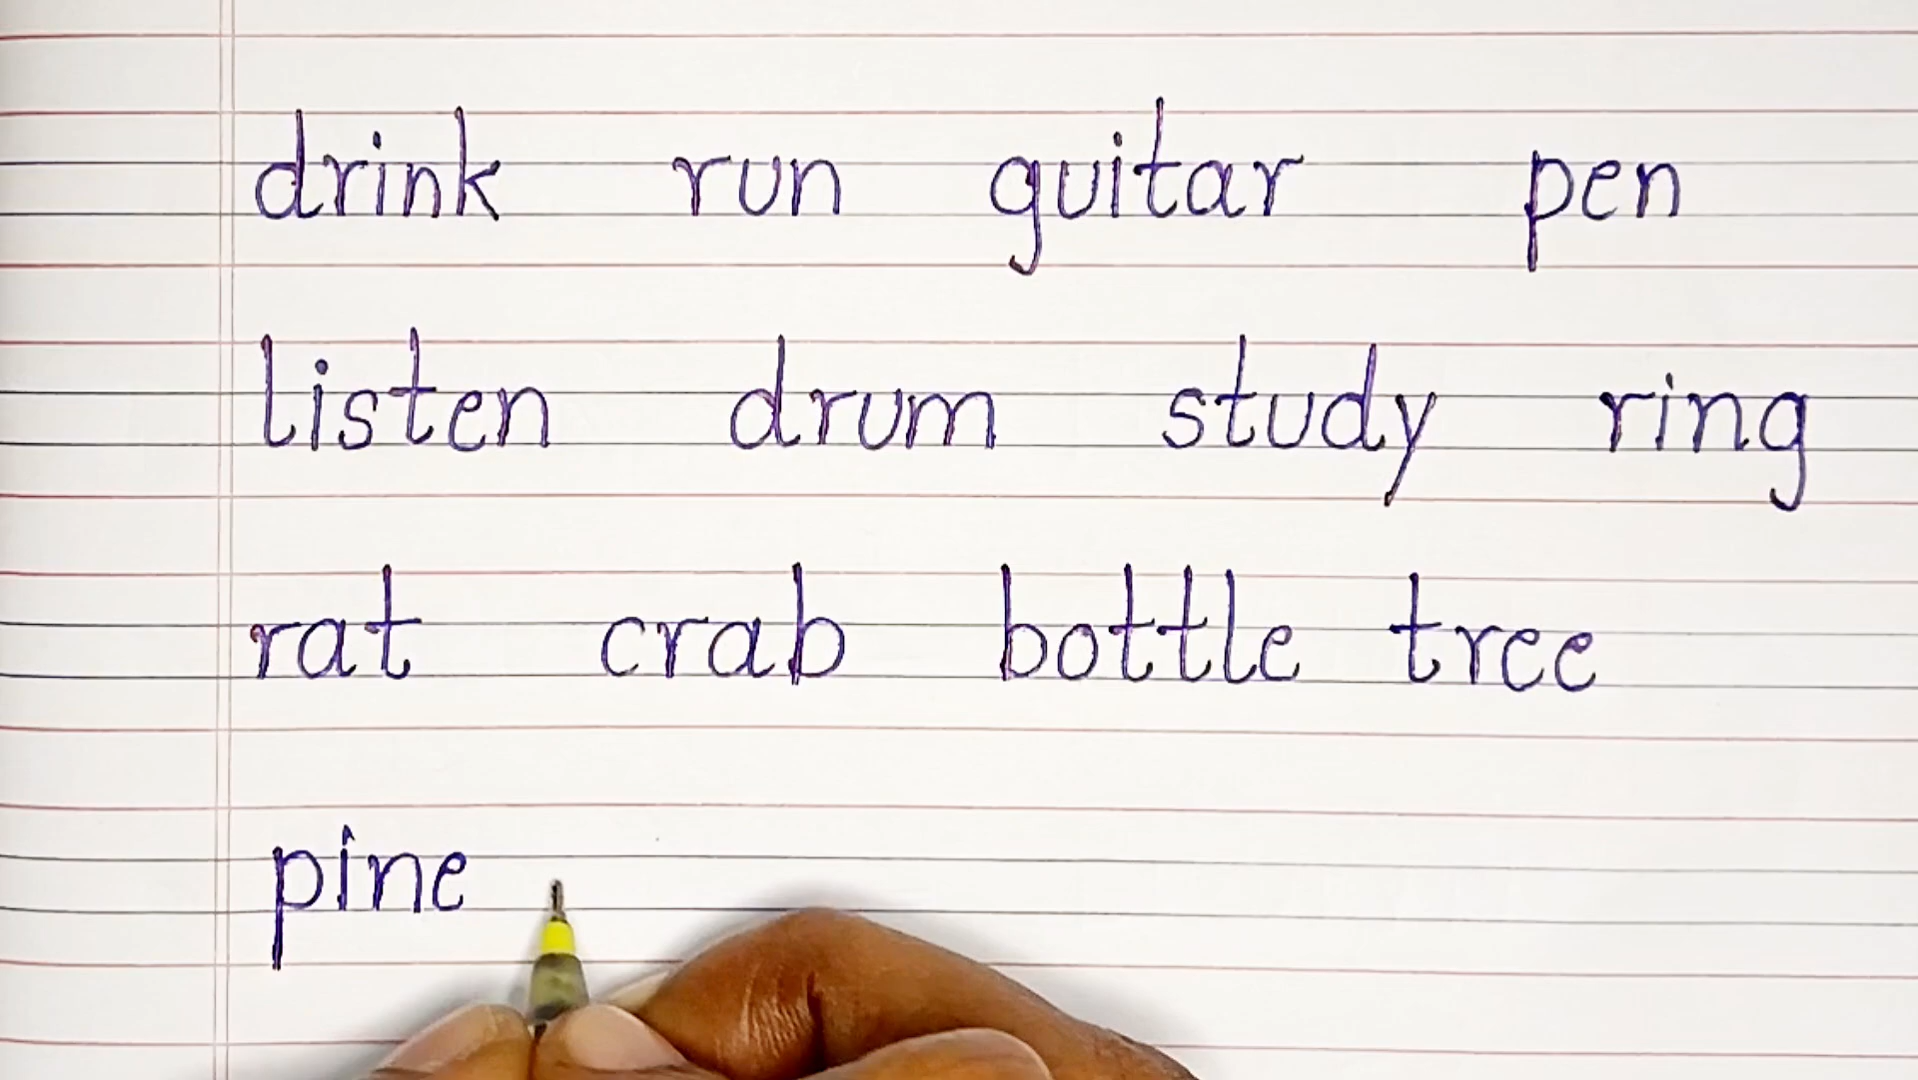 drink run guitar pen
listen drum study ring
rat crab bottle tree
pine